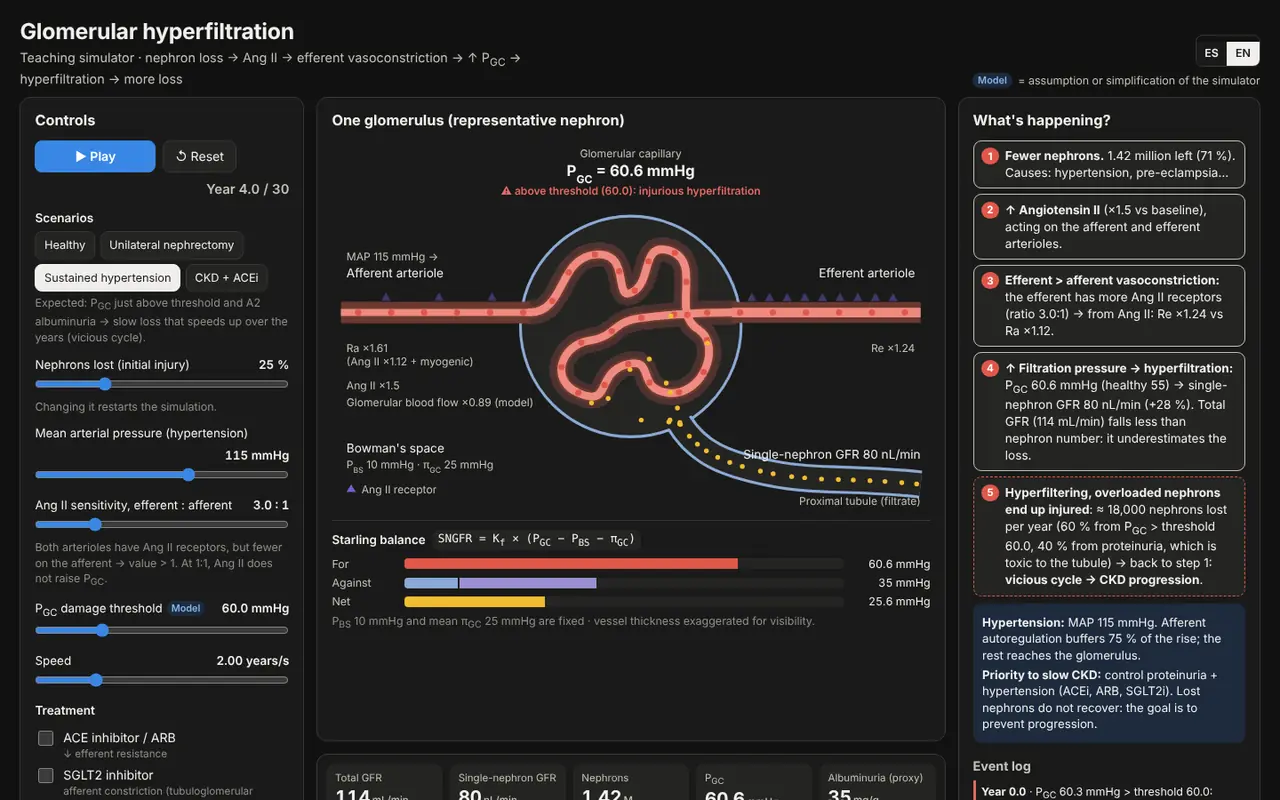 Glomerular hyperfiltration
Teaching simulator · nephron loss → Ang II → efferent vasoconstriction → ↑ PGC →
hyperfiltration → more loss
ES EN
Model = assumption or simplification of the simulator
Controls
▶ Play
↺ Reset
Year 4.0 / 30
Scenarios
Healthy
Unilateral nephrectomy
Sustained hypertension
CKD + ACEi
Expected: PGC just above threshold and A2
albuminuria → slow loss that speeds up over the
years (vicious cycle).
Nephrons lost (initial injury) 25 %
Changing it restarts the simulation.
Mean arterial pressure (hypertension)
115 mmHg
Ang II sensitivity, efferent : afferent 3.0 : 1
Both arterioles have Ang II receptors, but fewer
on the afferent → value > 1. At 1:1, Ang II does
not raise PGC.
PGC damage threshold Model 60.0 mmHg
Speed 2.00 years/s
Treatment
ACE inhibitor / ARB
↓ efferent resistance
SGLT2 inhibitor
afferent constriction (tubuloglomerular
One glomerulus (representative nephron)
Glomerular capillary
PGC = 60.6 mmHg
⚠ above threshold (60.0): injurious hyperfiltration
MAP 115 mmHg →
Afferent arteriole
Efferent arteriole
Ra ×1.61
(Ang II ×1.12 + myogenic)
Re ×1.24
Ang II ×1.5
Glomerular blood flow ×0.89 (model)
Bowman's space
PBS 10 mmHg · πGC 25 mmHg
Single-nephron GFR 80 nL/min
▲ Ang II receptor
Proximal tubule (filtrate)
Starling balance SNGFR = Kf × (PGC − PBS − πGC)
For 60.6 mmHg
Against 35 mmHg
Net 25.6 mmHg
PBS 10 mmHg and mean πGC 25 mmHg are fixed · vessel thickness exaggerated for visibility.
Total GFR
114 mL/min
Single-nephron GFR
80 nL/min
Nephrons
1.42 M
PGC
60.6 mmHg
Albuminuria (proxy)
35 mg/g
What's happening?
1 Fewer nephrons. 1.42 million left (71 %).
Causes: hypertension, pre-eclampsia...
2 ↑ Angiotensin II (×1.5 vs baseline),
acting on the afferent and efferent
arterioles.
3 Efferent > afferent vasoconstriction:
the efferent has more Ang II receptors
(ratio 3.0:1) → from Ang II: Re ×1.24 vs
Ra ×1.12.
4 ↑ Filtration pressure → hyperfiltration:
PGC 60.6 mmHg (healthy 55) → single-
nephron GFR 80 nL/min (+28 %). Total
GFR (114 mL/min) falls less than
nephron number: it underestimates the
loss.
5 Hyperfiltering, overloaded nephrons
end up injured: ≈ 18,000 nephrons lost
per year (60 % from PGC > threshold
60.0, 40 % from proteinuria, which is
toxic to the tubule) → back to step 1:
vicious cycle → CKD progression.
Hypertension: MAP 115 mmHg. Afferent
autoregulation buffers 75 % of the rise; the
rest reaches the glomerulus.
Priority to slow CKD: control proteinuria +
hypertension (ACEi, ARB, SGLT2i). Lost
nephrons do not recover: the goal is to
prevent progression.
Event log
Year 0.0 · PGC 60.3 mmHg > threshold 60.0: